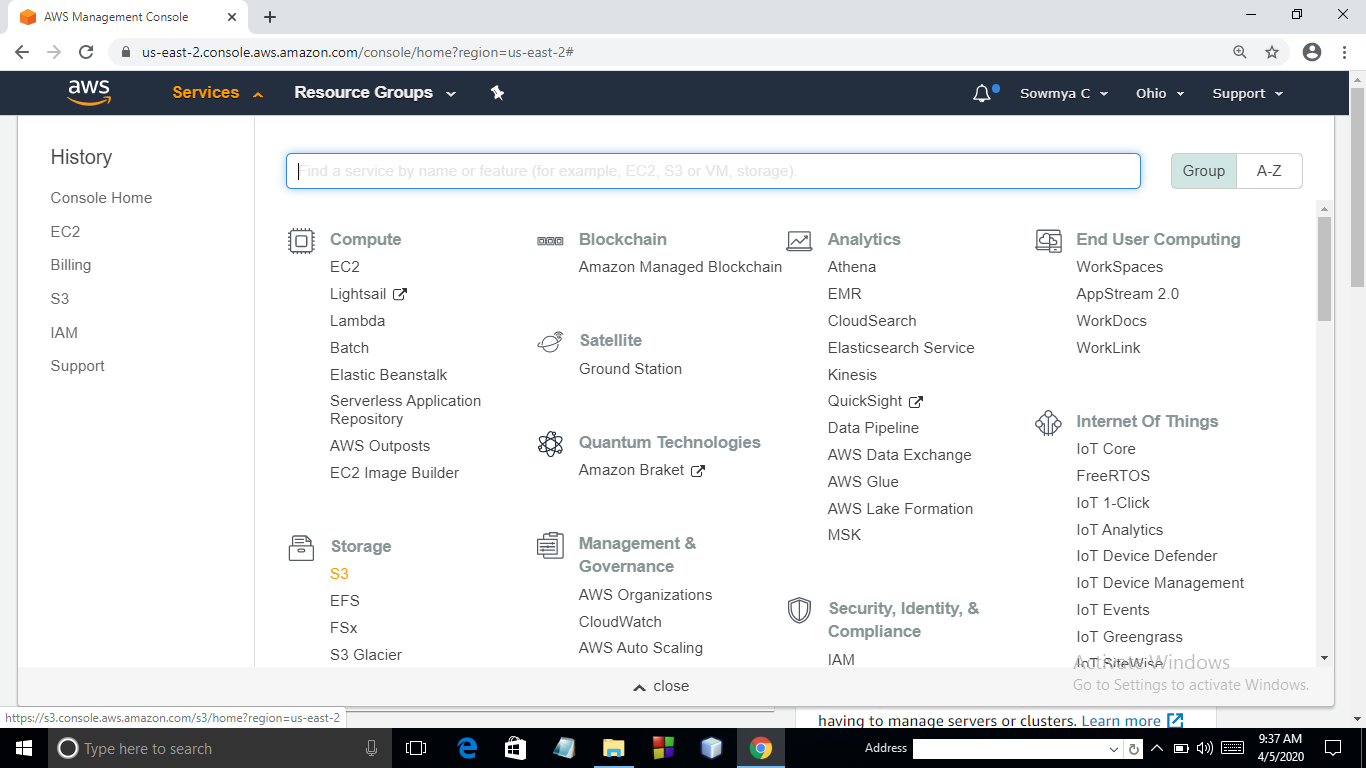 AWS Management Console
us-east-2.console.aws.amazon.com/console/home?region=us-east-2#
aws
Services
Resource Groups
Sowmya C
Ohio
Support
History
Console Home
EC2
Billing
S3
IAM
Support
Find a service by name or feature (for example, EC2, S3 or VM, storage).
Group
A-Z
Compute
EC2
Lightsail
Lambda
Batch
Elastic Beanstalk
Serverless Application
Repository
AWS Outposts
EC2 Image Builder
Storage
S3
EFS
FSx
S3 Glacier
Blockchain
Amazon Managed Blockchain
Satellite
Ground Station
Quantum Technologies
Amazon Braket
Management &
Governance
AWS Organizations
CloudWatch
AWS Auto Scaling
Analytics
Athena
EMR
CloudSearch
Elasticsearch Service
Kinesis
QuickSight
Data Pipeline
AWS Data Exchange
AWS Glue
AWS Lake Formation
MSK
Security, Identity, &
Compliance
IAM
End User Computing
WorkSpaces
AppStream 2.0
WorkDocs
WorkLink
Internet Of Things
IoT Core
FreeRTOS
IoT 1-Click
IoT Analytics
IoT Device Defender
IoT Device Management
IoT Events
IoT Greengrass
IoT SiteWise
Activate Windows
Go to Settings to activate Windows.
close
https://s3.console.aws.amazon.com/s3/home?region=us-east-2
having to manage servers or clusters. Learn more
Type here to search
Address
9:37 AM
4/5/2020